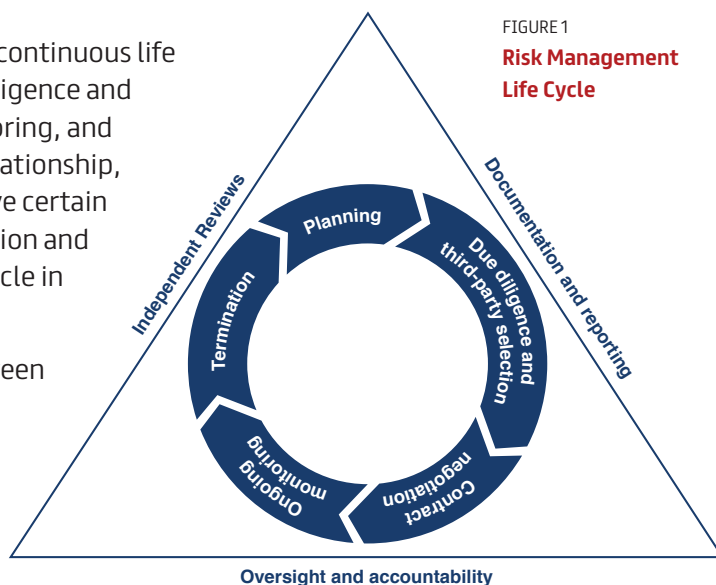 continuous life
igence and
oring, and
ationship,
ve certain
ion and
cle in
een
FIGURE 1
Risk Management
Life Cycle
Independent Reviews
Documentation and reporting
Planning
Due diligence and
third-party selection
Contract
negotiation
Ongoing
monitoring
Termination
Oversight and accountability